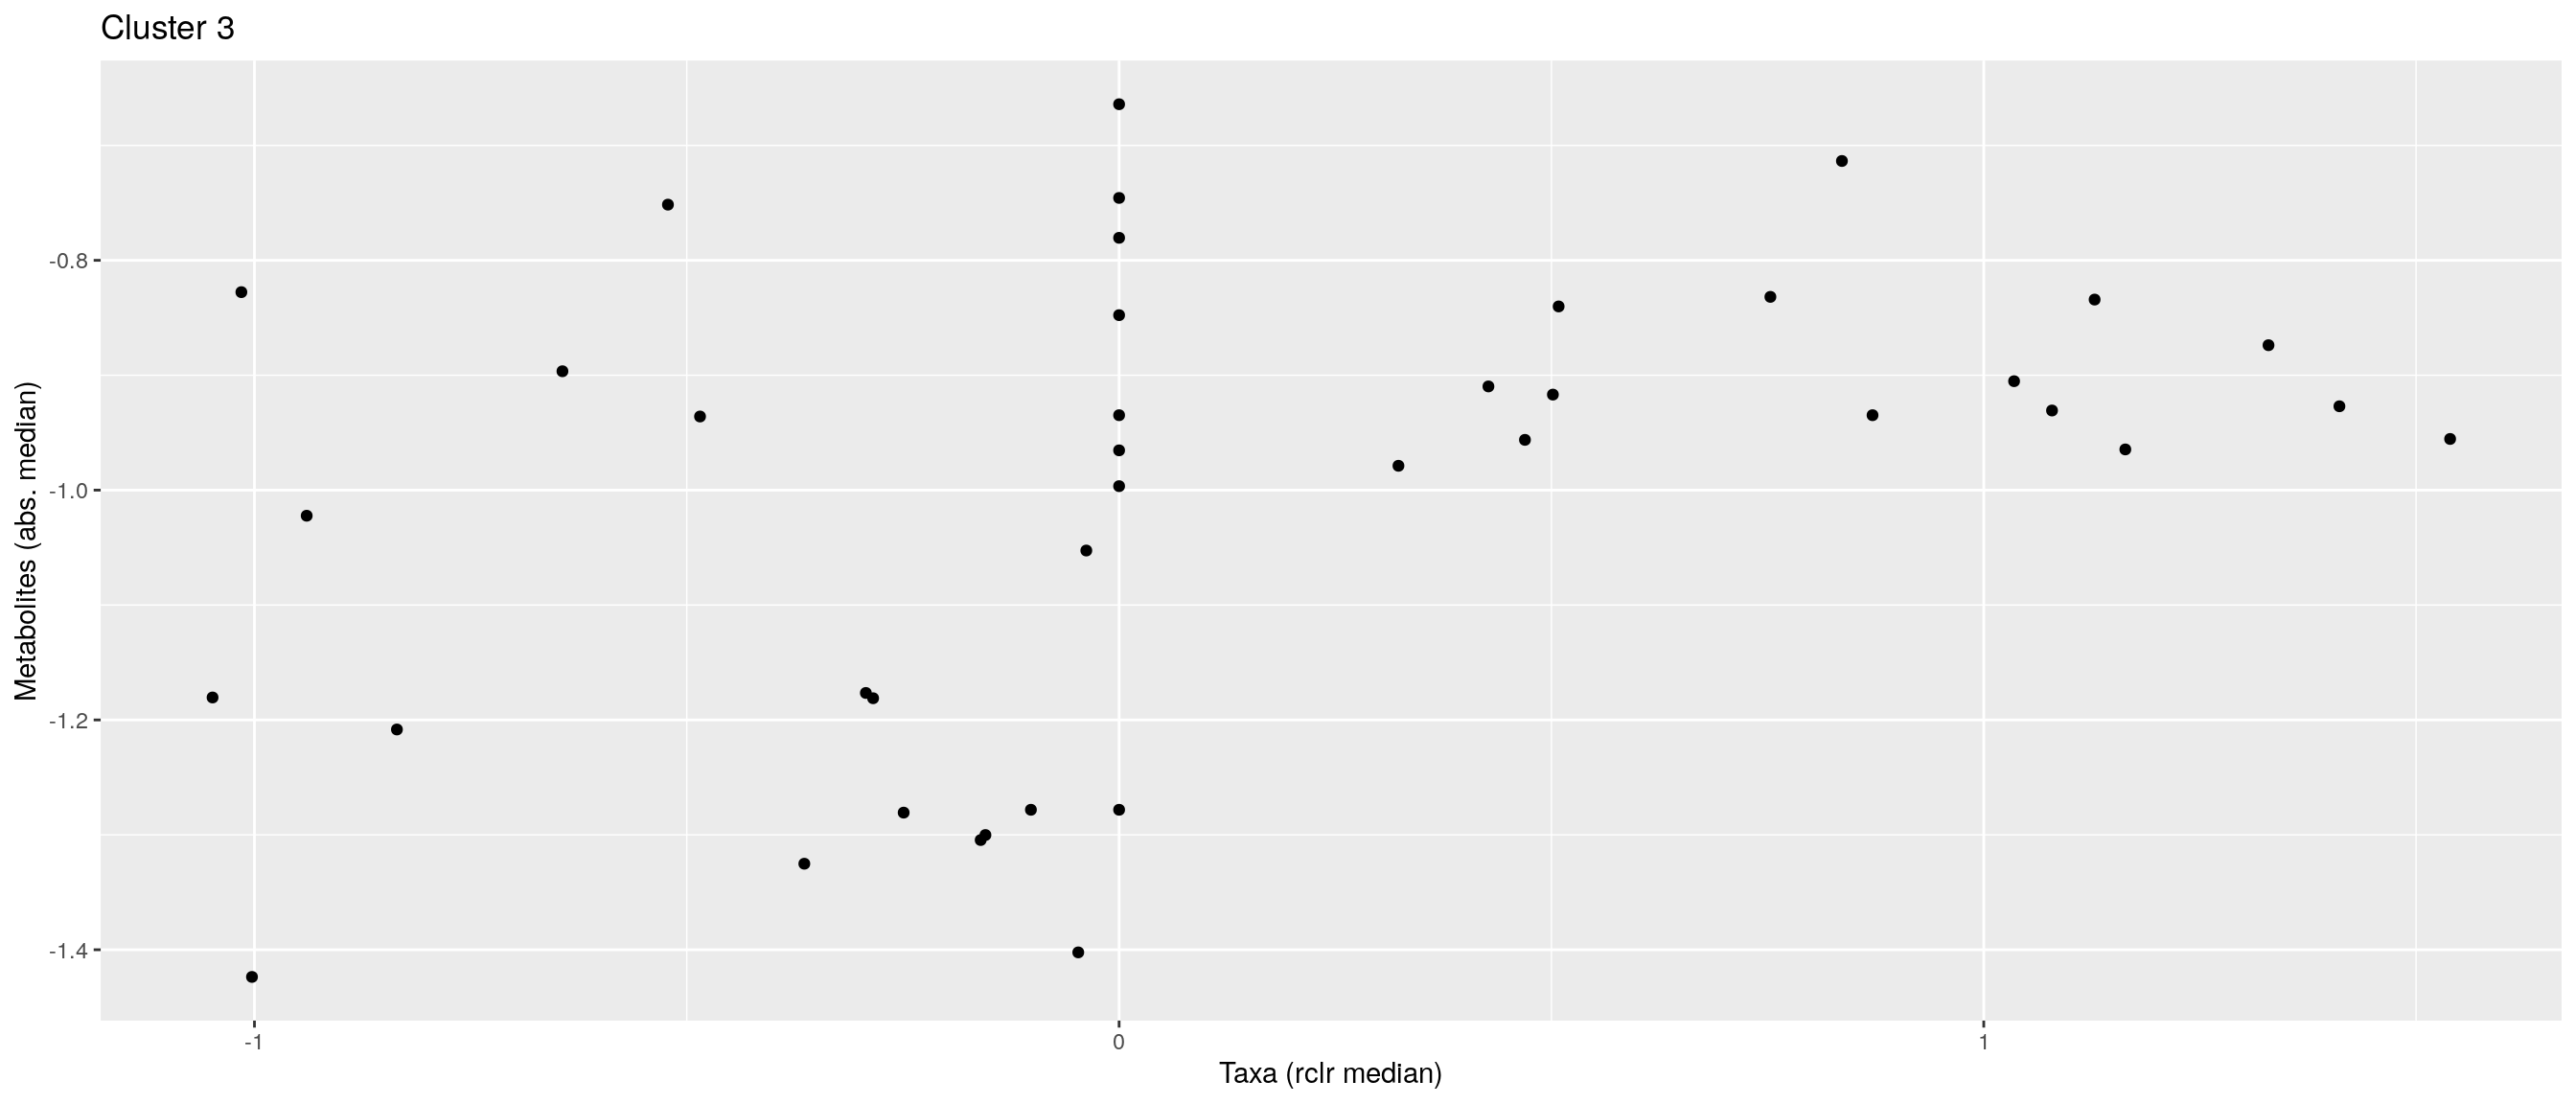 Cluster 3
Metabolites (abs. median)
-0.8
-1.0
-1.2
-1.4
-1
0
1
Taxa (rclr median)